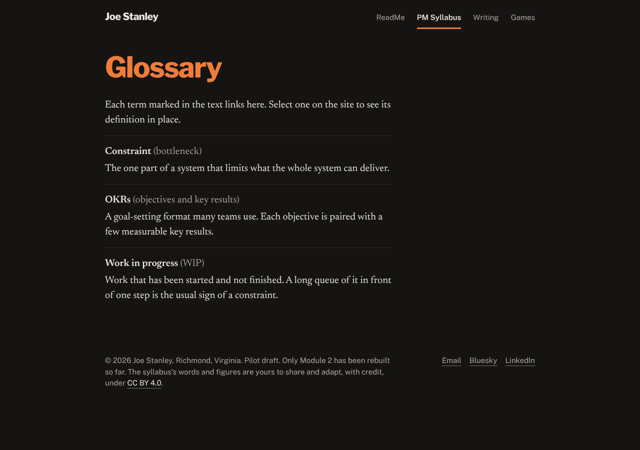 Joe Stanley
ReadMe
PM Syllabus
Writing
Games
Glossary
Each term marked in the text links here. Select one on the site to see its
definition in place.
Constraint (bottleneck)
The one part of a system that limits what the whole system can deliver.
OKRs (objectives and key results)
A goal-setting format many teams use. Each objective is paired with a
few measurable key results.
Work in progress (WIP)
Work that has been started and not finished. A long queue of it in front
of one step is the usual sign of a constraint.
© 2026 Joe Stanley, Richmond, Virginia. Pilot draft. Only Module 2 has been rebuilt
so far. The syllabus's words and figures are yours to share and adapt, with credit,
under CC BY 4.0.
Email
Bluesky
LinkedIn